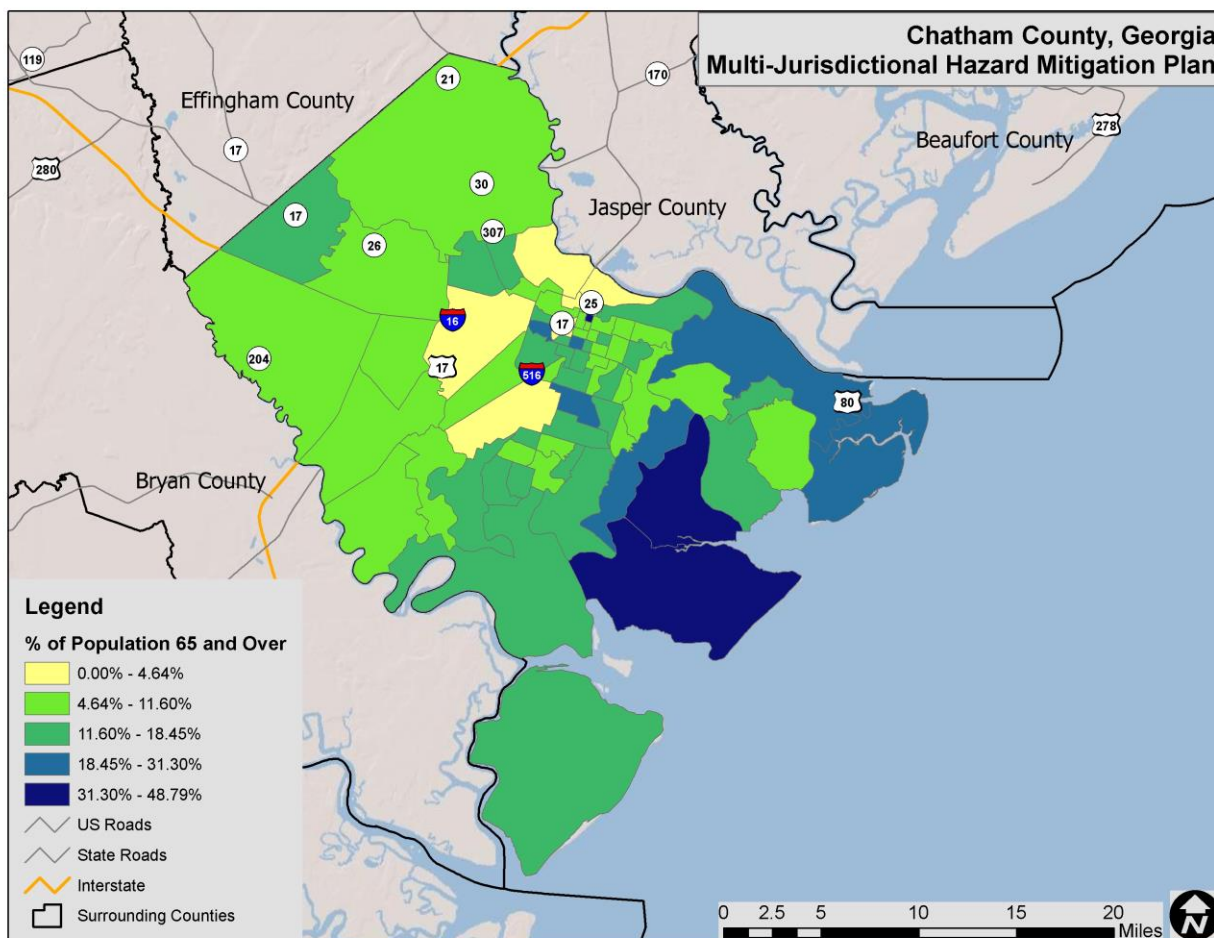 Chatham County, Georgia
Multi-Jurisdictional Hazard Mitigation Plan
119
21
170
Effingham County
278
Beaufort County
17
280
30
Jasper County
17
307
26
25
16
17
204
17
516
80
Bryan County
Legend
% of Population 65 and Over
0.00% - 4.64%
4.64% - 11.60%
11.60% - 18.45%
18.45% - 31.30%
31.30% - 48.79%
US Roads
State Roads
Interstate
Surrounding Counties
0 2.5 5 10 15 20
Miles
N